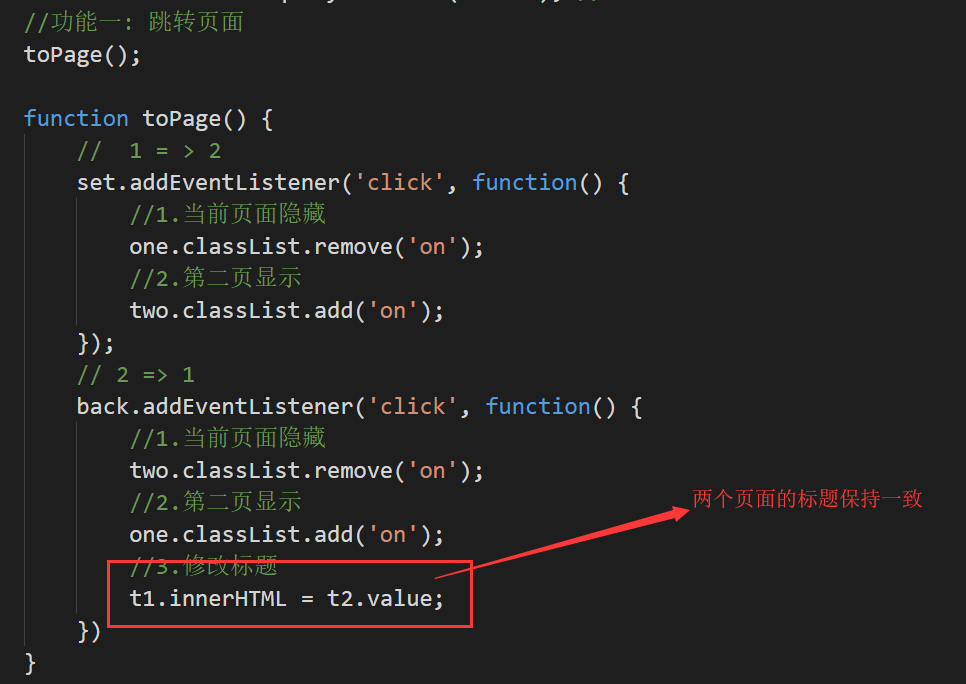 //功能一: 跳转页面
toPage();
function toPage() {
//  1 = > 2
set.addEventListener('click', function() {
//1.当前页面隐藏
one.classList.remove('on');
//2.第二页显示
two.classList.add('on');
});
// 2 => 1
back.addEventListener('click', function() {
//1.当前页面隐藏
two.classList.remove('on');
//2.第二页显示
one.classList.add('on');
//3.修改标题
t1.innerHTML = t2.value;
})
}
两个页面的标题保持一致